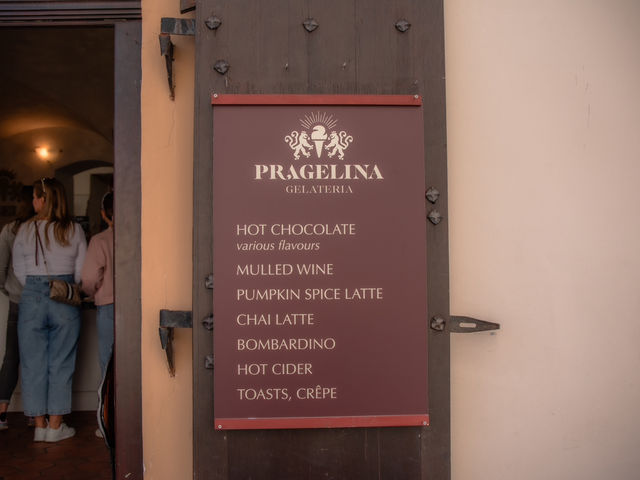 PRAGELINA
GELATERIA
HOT CHOCOLATE
various flavours
MULLED WINE
PUMPKIN SPICE LATTE
CHAI LATTE
BOMBARDINO
HOT CIDER
TOASTS, CRÊPE